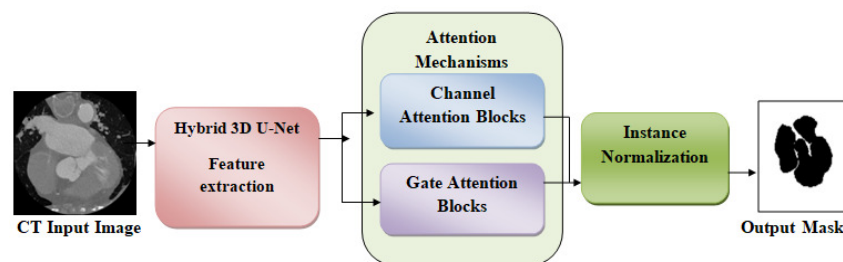 Attention
Mechanisms
Channel
Attention Blocks
Hybrid 3D U-Net
Feature
extraction
Instance
Normalization
Gate Attention
Blocks
CT Input Image
Output Mask